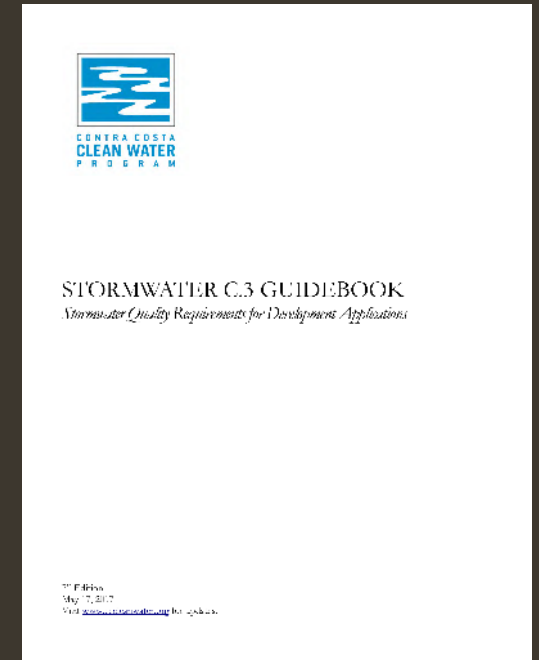 CONTRA COSTA
CLEAN WATER
PROGRAM
STORMWATER C.3 GUIDEBOOK
Stormwater Quality Requirements for Development Applications
Edition
May 17,
Visit for updates.